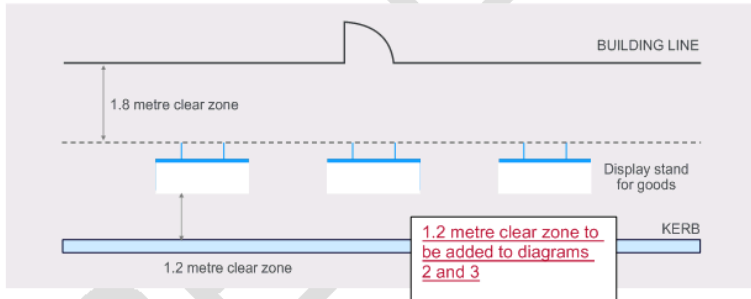 BUILDING LINE
1.8 metre clear zone
Display stand
for goods
KERB
1.2 metre clear zone to
be added to diagrams
2 and 3
1.2 metre clear zone